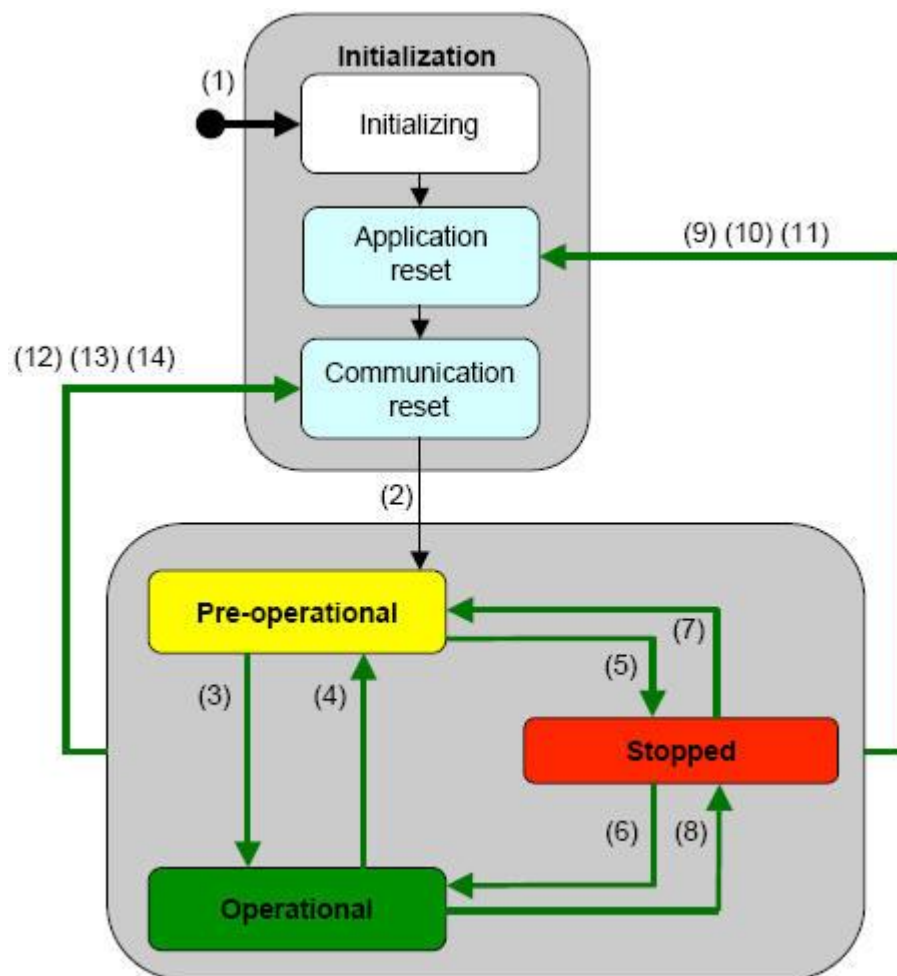 Initialization
(1)
Initializing
Application
reset
(9) (10) (11)
(12) (13) (14)
Communication
reset
(2)
Pre-operational
(7)
(5)
(3)
(4)
Stopped
(6)
(8)
Operational